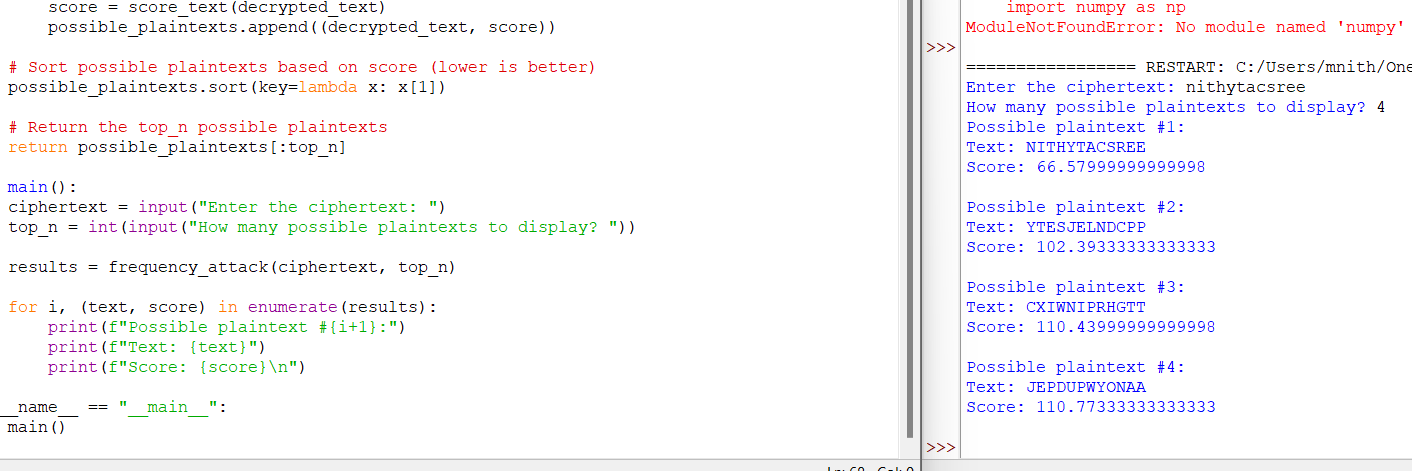 score = score_text(decrypted_text)
possible_plaintexts.append((decrypted_text, score))
# Sort possible plaintexts based on score (lower is better)
possible_plaintexts.sort(key=lambda x: x[1])
# Return the top_n possible plaintexts
return possible_plaintexts[:top_n]
main():
ciphertext = input("Enter the ciphertext: ")
top_n = int(input("How many possible plaintexts to display? "))
results = frequency_attack(ciphertext, top_n)
for i, (text, score) in enumerate(results):
print(f"Possible plaintext #{i+1}:")
print(f"Text: {text}")
print(f"Score: {score}\n")
__name__ == "__main__":
main()
import numpy as np
ModuleNotFoundError: No module named 'numpy'
>>>
================= RESTART: C:/Users/mnith/One
Enter the ciphertext: nithytacsree
How many possible plaintexts to display? 4
Possible plaintext #1:
Text: NITHYTACSREE
Score: 66.57999999999998
Possible plaintext #2:
Text: YTESJELNDCPP
Score: 102.39333333333333
Possible plaintext #3:
Text: CXIWNIPRHGTT
Score: 110.43999999999998
Possible plaintext #4:
Text: JEPDUPWYONAA
Score: 110.77333333333333
>>>